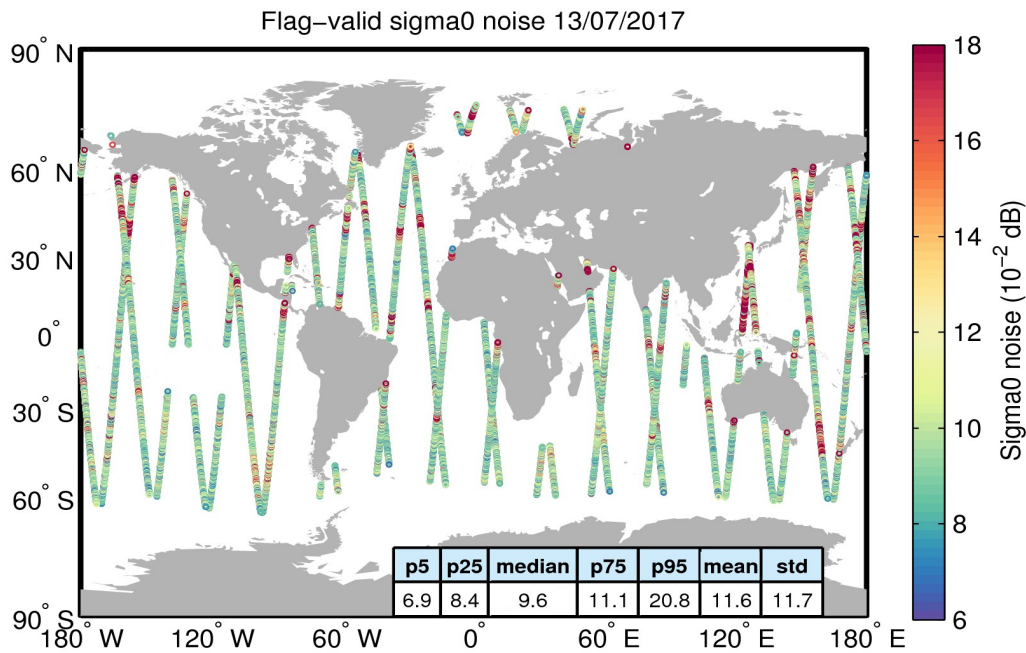 Flag−valid sigma0 noise 13/07/2017
90° N
60° N
30° N
0°
30° S
60° S
90° S
180° W 120° W 60° W 0° 60° E 120° E 180° E
p5 p25 median p75 p95 mean std
6.9 8.4 9.6 11.1 20.8 11.6 11.7
18
16
14
12
10
8
6
Sigma0 noise (10⁻² dB)